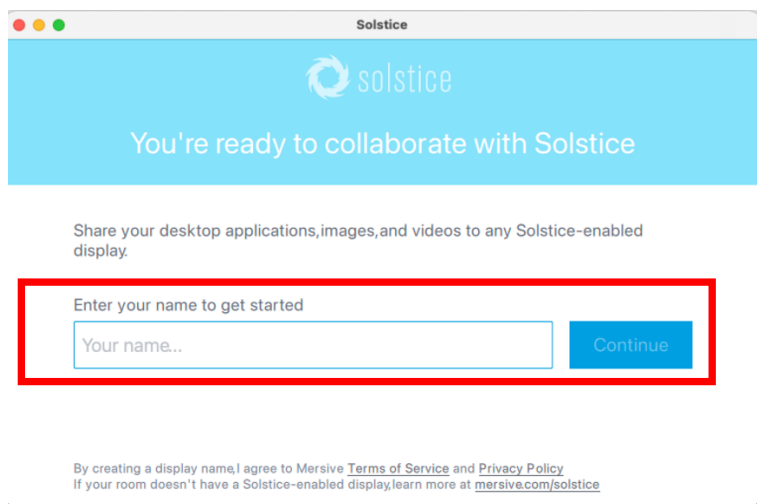 Solstice
solstice
You're ready to collaborate with Solstice
Share your desktop applications,images,and videos to any Solstice-enabled
display.
Enter your name to get started
Your name...
Continue
By creating a display name,I agree to Mersive Terms of Service and Privacy Policy
If your room doesn't have a Solstice-enabled display,learn more at mersive.com/solstice